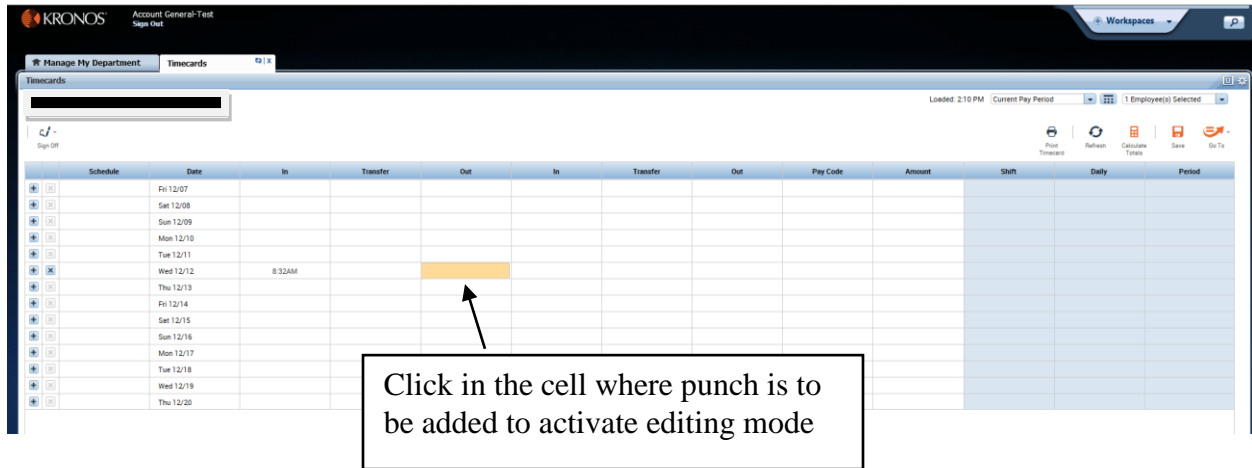 KRONOS Account General-Test
Sign Out
Workspaces
Manage My Department Timecards
Timecards
Loaded: 2:10 PM Current Pay Period 1 Employee(s) Selected
Sign Off
Print Timecard Refresh Calculate Totals Save Go To
Schedule Date In Transfer Out In Transfer Out Pay Code Amount Shift Daily Period
Fri 12/07
Sat 12/08
Sun 12/09
Mon 12/10
Tue 12/11
Wed 12/12 8:32AM
Thu 12/13
Fri 12/14
Sat 12/15
Sun 12/16
Mon 12/17
Tue 12/18
Wed 12/19
Thu 12/20
Click in the cell where punch is to
be added to activate editing mode